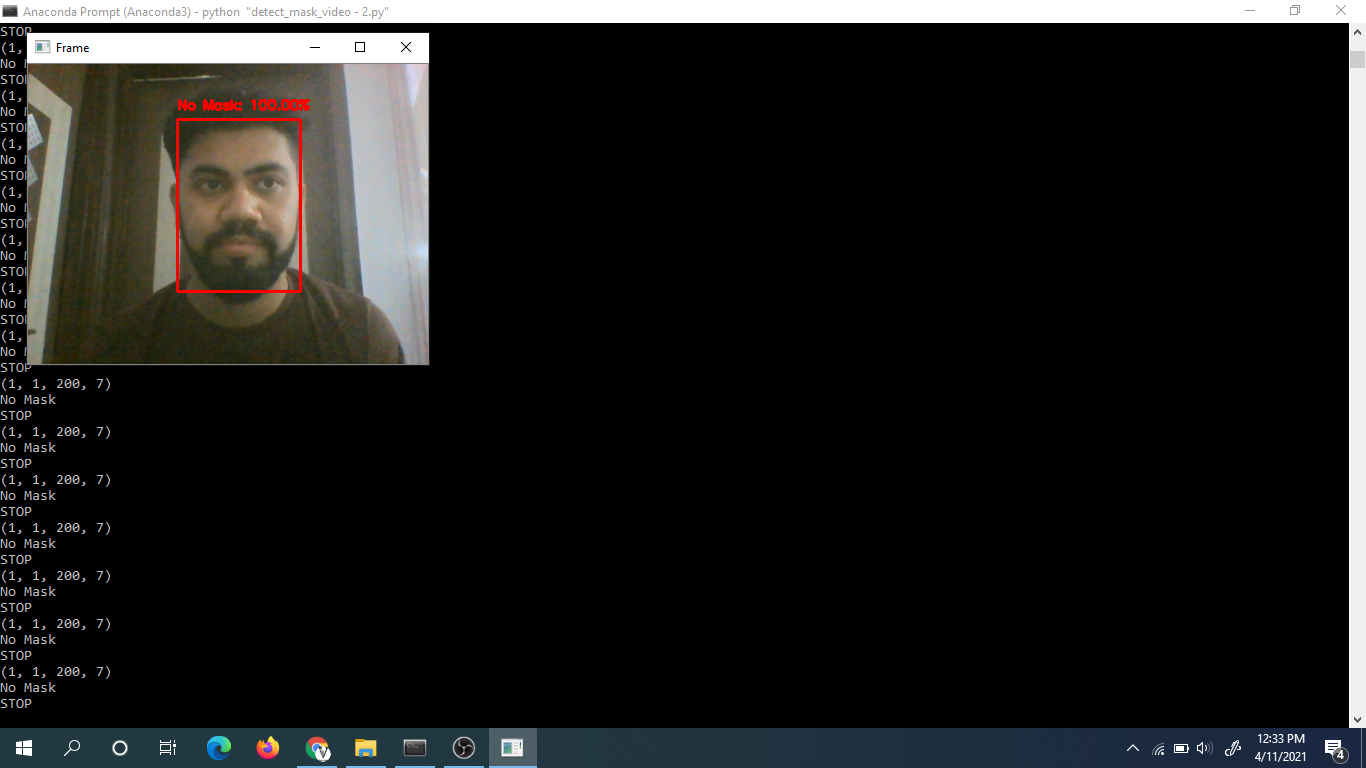 Anaconda Prompt (Anaconda3) - python "detect_mask_video - 2.py"
STOP
Frame
(1,
No M
No Mask: 100.00%
STOP
(1,
No M
STOP
(1,
No M
STOP
(1,
No M
STOP
(1,
No M
STOP
(1,
No M
STOP
(1,
No M
STOP
(1, 1, 200, 7)
No Mask
STOP
(1, 1, 200, 7)
No Mask
STOP
(1, 1, 200, 7)
No Mask
STOP
(1, 1, 200, 7)
No Mask
STOP
(1, 1, 200, 7)
No Mask
STOP
(1, 1, 200, 7)
No Mask
STOP
(1, 1, 200, 7)
No Mask
STOP
12:33 PM
4/11/2021
4